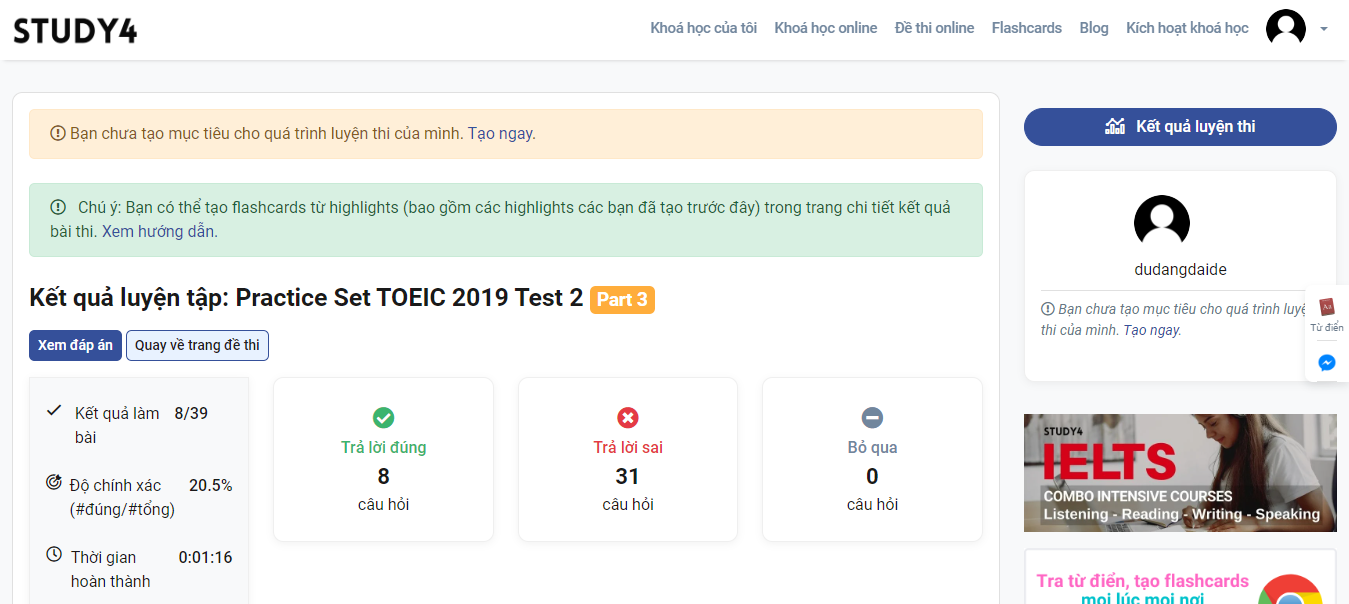 STUDY4
Khoá học của tôi
Khoá học online
Đề thi online
Flashcards
Blog
Kích hoạt khoá học
Bạn chưa tạo mục tiêu cho quá trình luyện thi của mình. Tạo ngay.
Chú ý: Bạn có thể tạo flashcards từ highlights (bao gồm các highlights các bạn đã tạo trước đây) trong trang chi tiết kết quả
bài thi. Xem hướng dẫn.
Kết quả luyện tập: Practice Set TOEIC 2019 Test 2 Part 3
Xem đáp án
Quay về trang đề thi
Kết quả làm 8/39
bài
Độ chính xác 20.5%
(#đúng/#tổng)
Thời gian 0:01:16
hoàn thành
Trả lời đúng
8
câu hỏi
Trả lời sai
31
câu hỏi
Bỏ qua
0
câu hỏi
Kết quả luyện thi
dudangdaide
Bạn chưa tạo mục tiêu cho quá trình luyệ
thi của mình. Tạo ngay.
Từ điển
STUDY4
IELTS
COMBO INTENSIVE COURSES
Listening - Reading - Writing - Speaking
Tra từ điển, tạo flashcards
mọi lúc mọi nơi